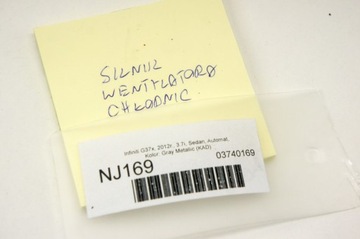 SILNIK
WENTYLATORA
CHŁODNIC
Infiniti G37x, 2012r., 3.7i, Sedan, Automat,
Kolor: Gray Metallic (KAD)
NJ169
03740169